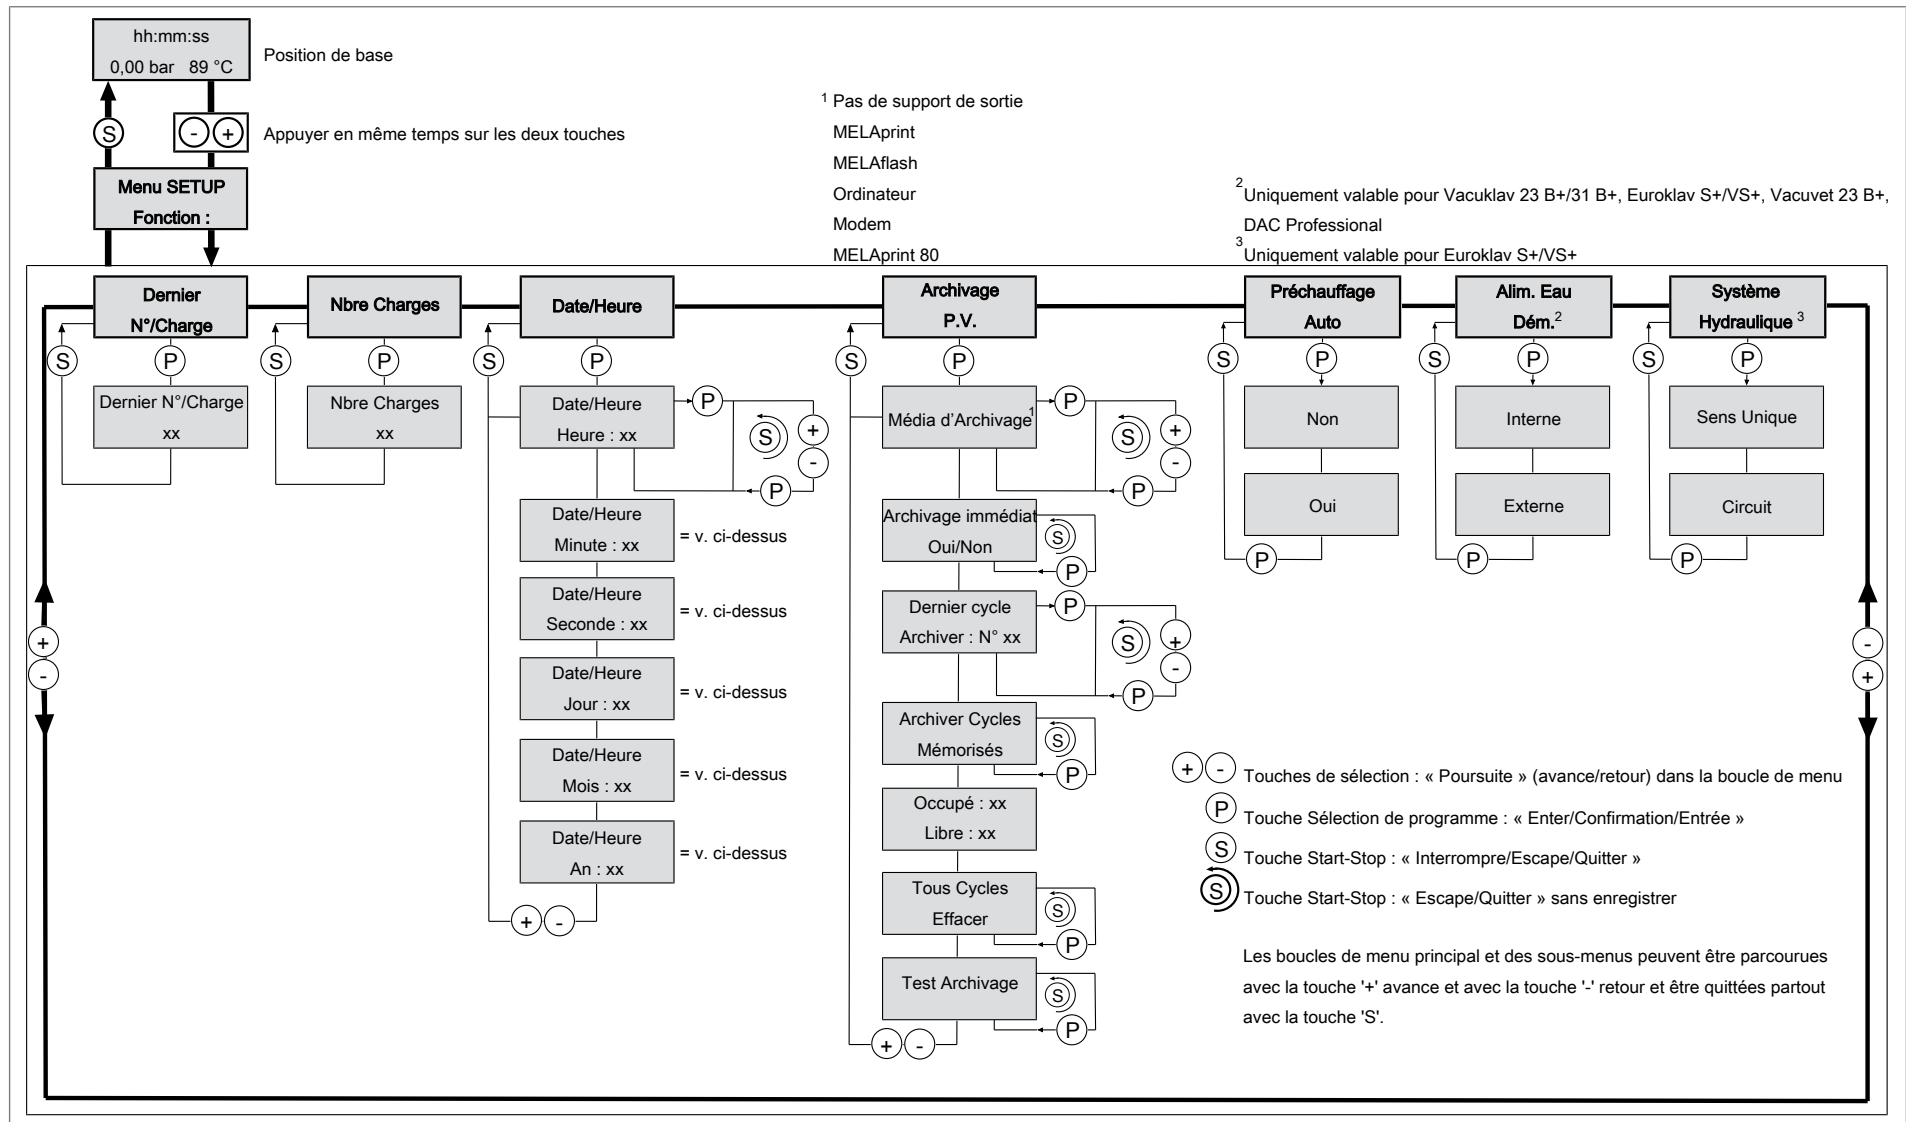 hh:mm:ss
0,00 bar 89 °C
Position de base
S
- +
Appuyer en même temps sur les deux touches
Menu SETUP
Fonction :
1 Pas de support de sortie
MELAprint
MELAflash
Ordinateur
Modem
MELAprint 80
2 Uniquement valable pour Vacuklav 23 B+/31 B+, Euroklav S+/VS+, Vacuvet 23 B+,
DAC Professional
3 Uniquement valable pour Euroklav S+/VS+
Dernier
N°/Charge
S P
Dernier N°/Charge
xx
Nbre Charges
S P
Nbre Charges
xx
Date/Heure
S P
Date/Heure
Heure : xx
P
S
+
-
P
Date/Heure
Minute : xx
= v. ci-dessus
Date/Heure
Seconde : xx
= v. ci-dessus
Date/Heure
Jour : xx
= v. ci-dessus
Date/Heure
Mois : xx
= v. ci-dessus
Date/Heure
An : xx
= v. ci-dessus
+ -
Archivage
P.V.
S P
Média d’Archivage 1
P
S
+
-
P
Archivage immédiat
Oui/Non
S
P
Dernier cycle
Archiver : N° xx
P
S
+
-
P
Archiver Cycles
Mémorisés
S
P
Occupé : xx
Libre : xx
Tous Cycles
Effacer
S
P
Test Archivage
S
P
+ -
Préchauffage
Auto
S P
Non
Oui
P
Alim. Eau
Dém. 2
S P
Interne
Externe
P
Système
Hydraulique 3
S P
Sens Unique
Circuit
P
+
-
-
+
+ - Touches de sélection : « Poursuite » (avance/retour) dans la boucle de menu
P Touche Sélection de programme : « Enter/Confirmation/Entrée »
S Touche Start-Stop : « Interrompre/Escape/Quitter »
S Touche Start-Stop : « Escape/Quitter » sans enregistrer
Les boucles de menu principal et des sous-menus peuvent être parcourues
avec la touche '+' avance et avec la touche '-' retour et être quittées partout
avec la touche 'S'.